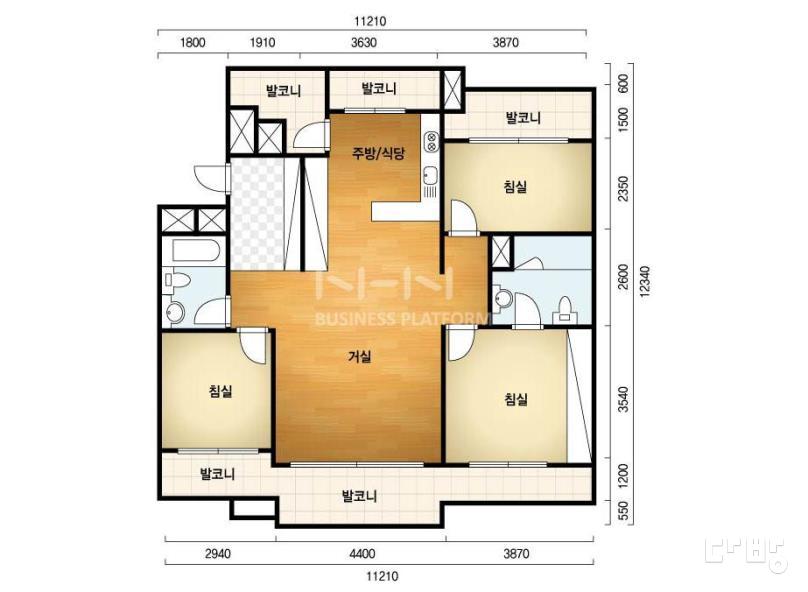 11210
1800
1910
3630
3870
발코니
발코니
발코니
주방/식당
침실
600
1500
2350
2600
12340
3540
1200
550
N-N
BUSINESS PLATFORM
거실
침실
침실
발코니
발코니
2940
4400
3870
11210
다방